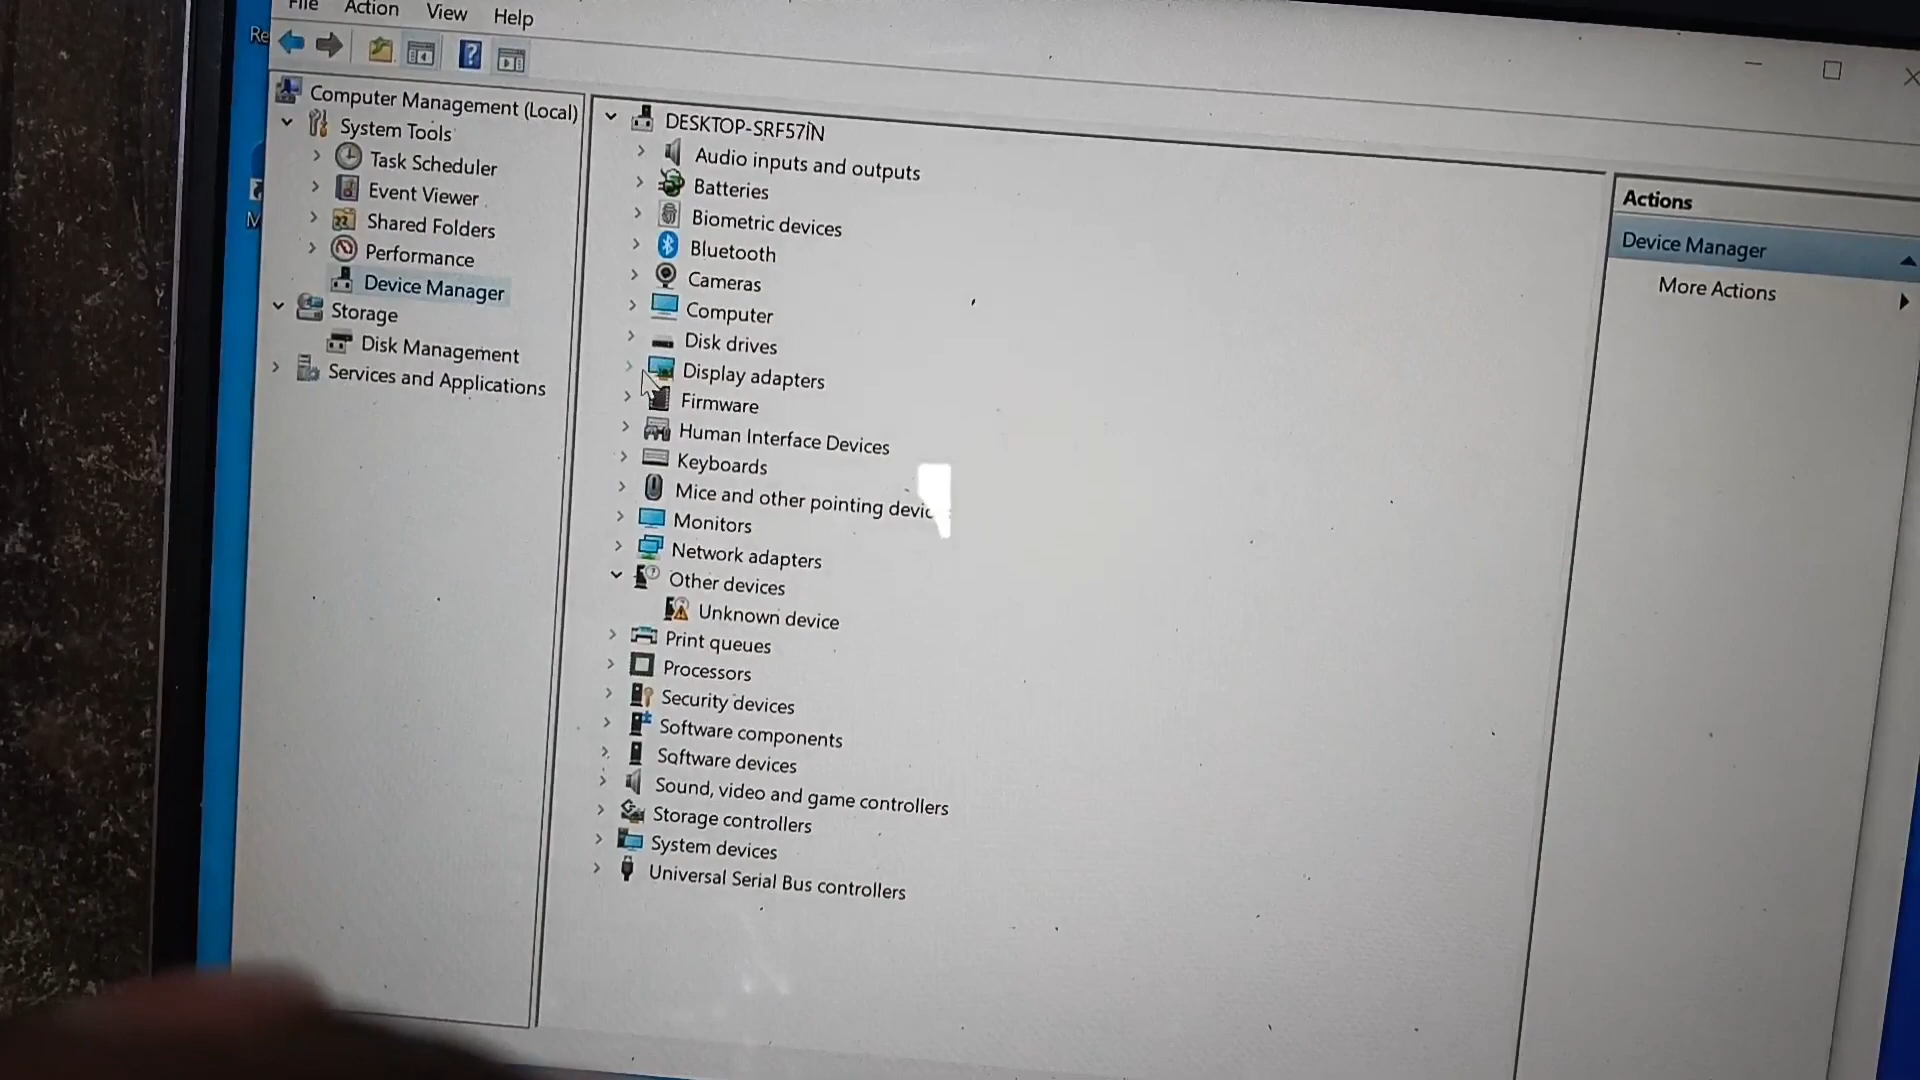 File Action View Help
Re
M
Computer Management (Local)
System Tools
Task Scheduler
Event Viewer
Shared Folders
Performance
Device Manager
Storage
Disk Management
Services and Applications
DESKTOP-SRF57IN
Audio inputs and outputs
Batteries
Biometric devices
Bluetooth
Cameras
Computer
Disk drives
Display adapters
Firmware
Human Interface Devices
Keyboards
Mice and other pointing devic
Monitors
Network adapters
Other devices
Unknown device
Print queues
Processors
Security devices
Software components
Software devices
Sound, video and game controllers
Storage controllers
System devices
Universal Serial Bus controllers
Actions
Device Manager
More Actions